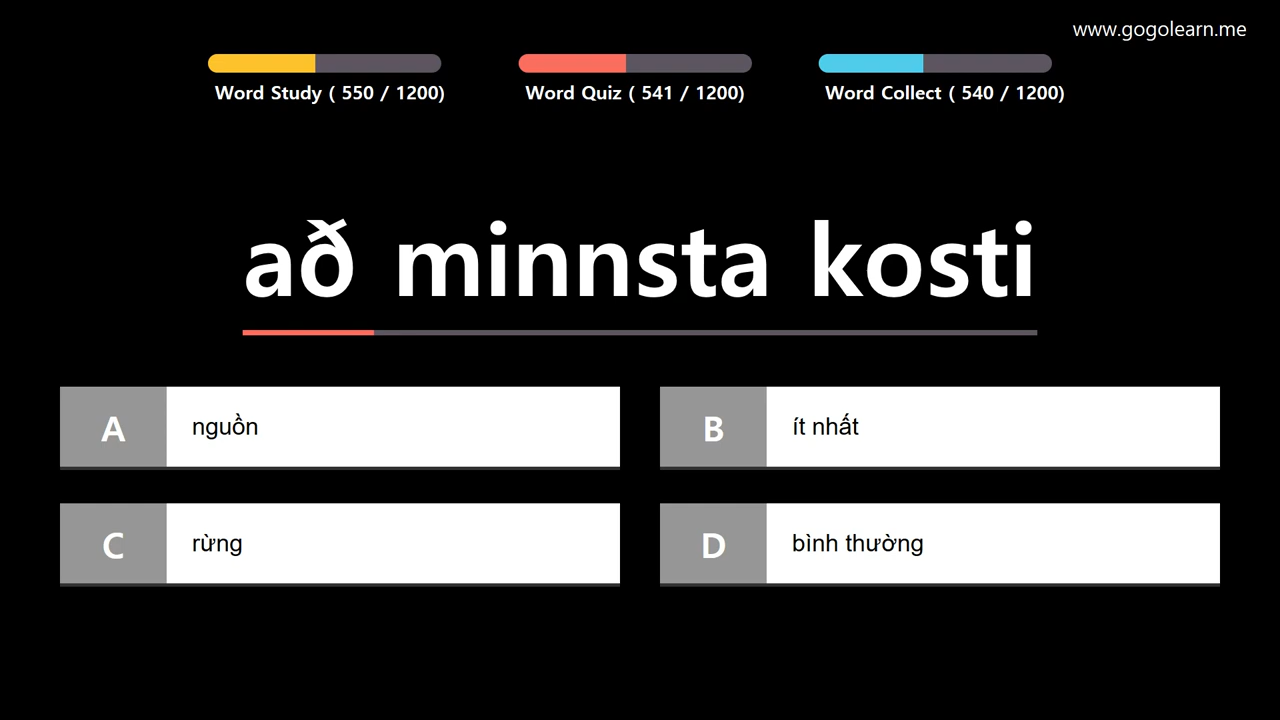 www.gogolearn.me
Word Study ( 550 / 1200)
Word Quiz ( 541 / 1200)
Word Collect ( 540 / 1200)
að minnsta kosti
A nguồn
B ít nhất
C rừng
D bình thường